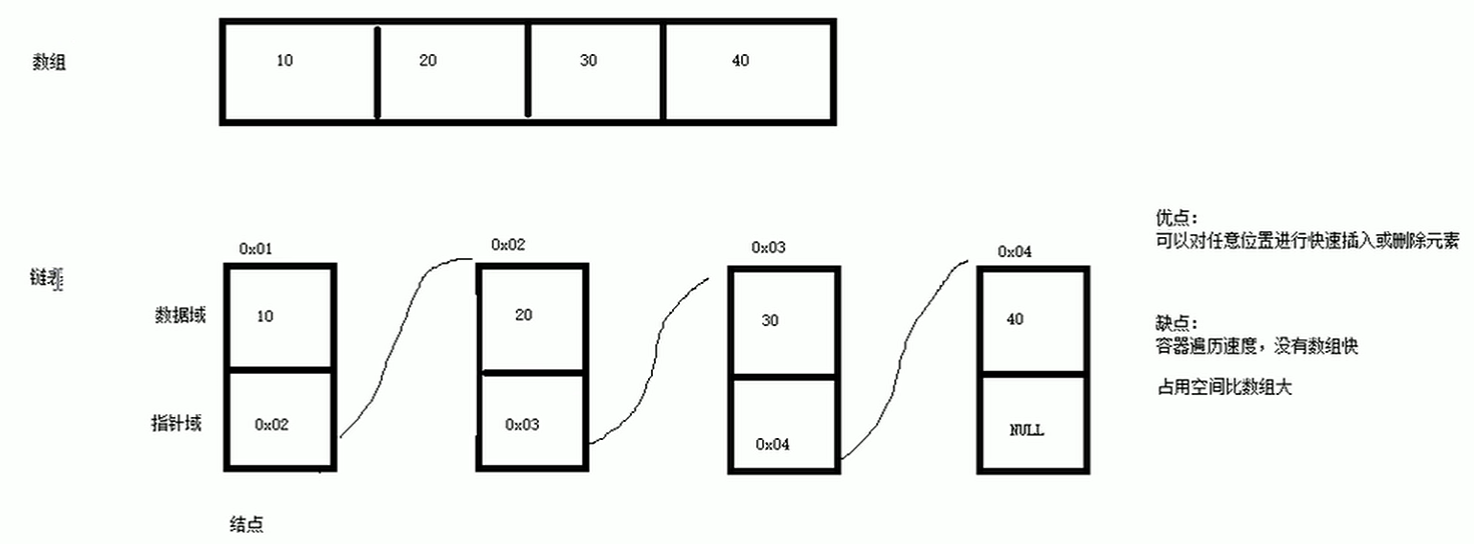 数组
10 20 30 40
优点:
可以对任意位置进行快速插入或删除元素
0x01 0x02 0x03 0x04
链表
数据域 10 20 30 40
缺点:
容器遍历速度，没有数组快
占用空间比数组大
指针域 0x02 0x03 0x04 NULL
结点